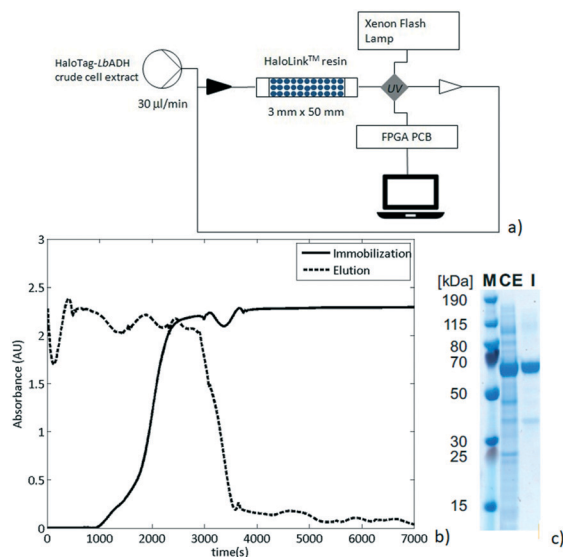 Xenon Flash
Lamp
HaloTag-LbADH
crude cell extract
HaloLink™ resin
UV
30 µl/min
3 mm x 50 mm
FPGA PCB
a)
3
2.5
2
1.5
1
0.5
0
Absorbance (AU)
Immobilization
Elution
0 1000 2000 3000 4000 5000 6000 7000
time(s)
b)
[kDa] M CE I
190
115
80
70
50
30
25
15
c)